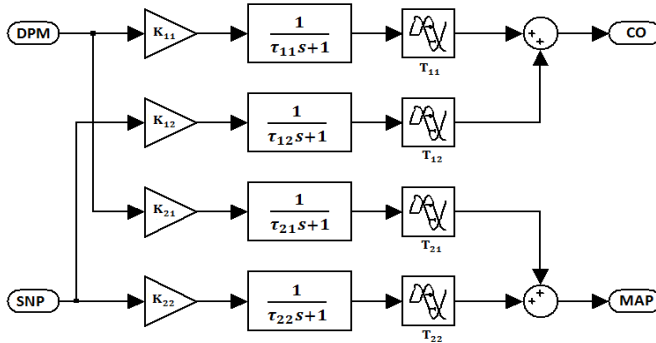 DPM K₁₁ 1 CO
τ₁₁s+1
T₁₁
+
+
K₁₂ 1
τ₁₂s+1
T₁₂
K₂₁ 1
τ₂₁s+1
T₂₁
SNP K₂₂ 1 MAP
τ₂₂s+1
T₂₂
+
+